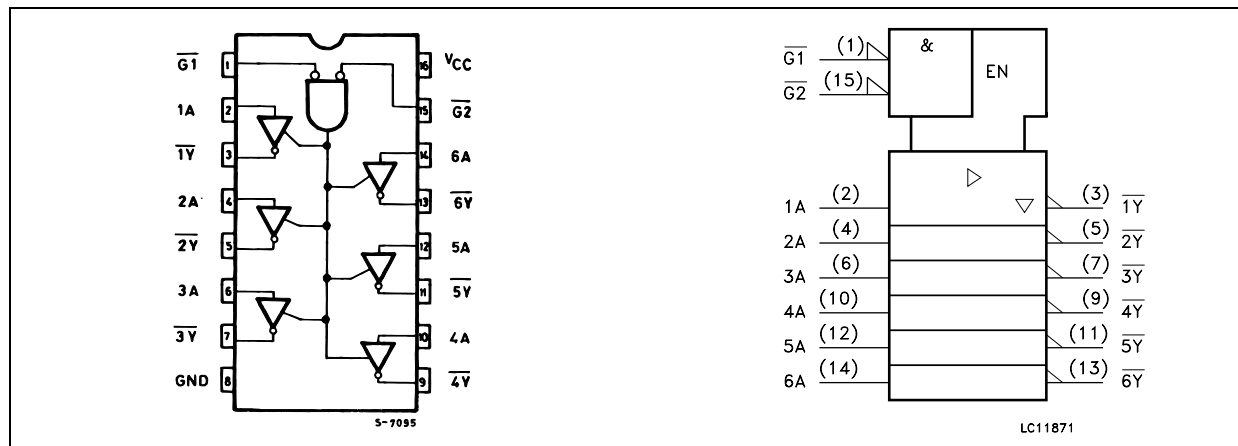 G1 1 16 VCC
1A 2 15 G2
1Y 3 14 6A
2A 4 13 6Y
2Y 5 12 5A
3A 6 11 5Y
3Y 7 10 4A
GND 8 9 4Y
S-7095
G1 (1) & EN
G2 (15)
1A (2) (3) 1Y
2A (4) (5) 2Y
3A (6) (7) 3Y
4A (10) (9) 4Y
5A (12) (11) 5Y
6A (14) (13) 6Y
LC11871